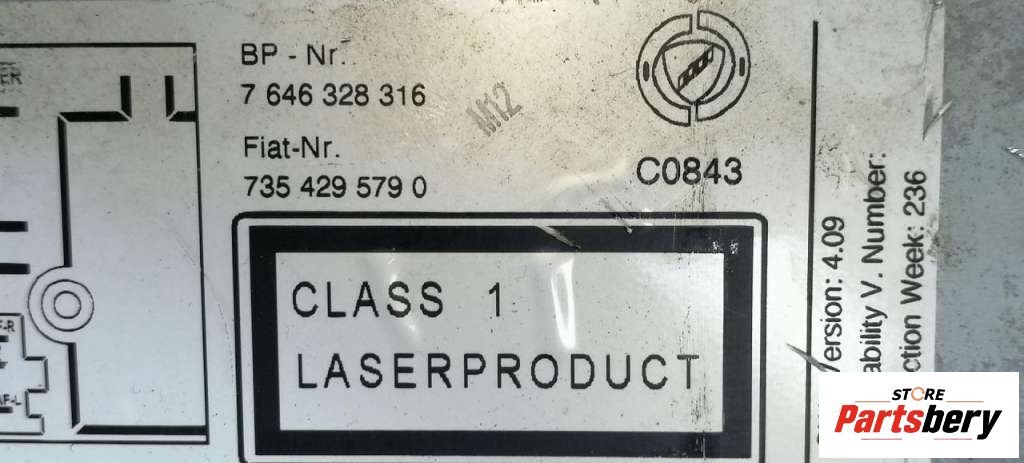 BP - Nr.
7 646 328 316
M12
Fiat-Nr.
735 429 579 0
C0843
CLASS 1
LASERPRODUCT
Version: 4.09
ability V. Number:
ction Week: 236
F-R
AF-L
STORE
Partsbery